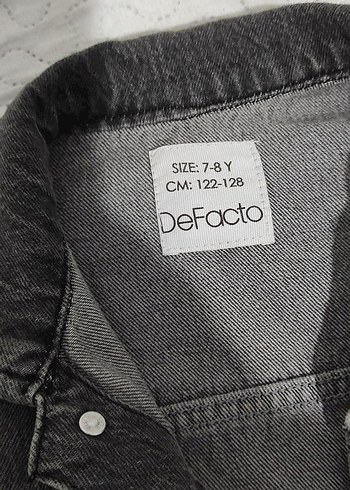 SIZE: 7-8 Y
CM: 122-128
DeFacto